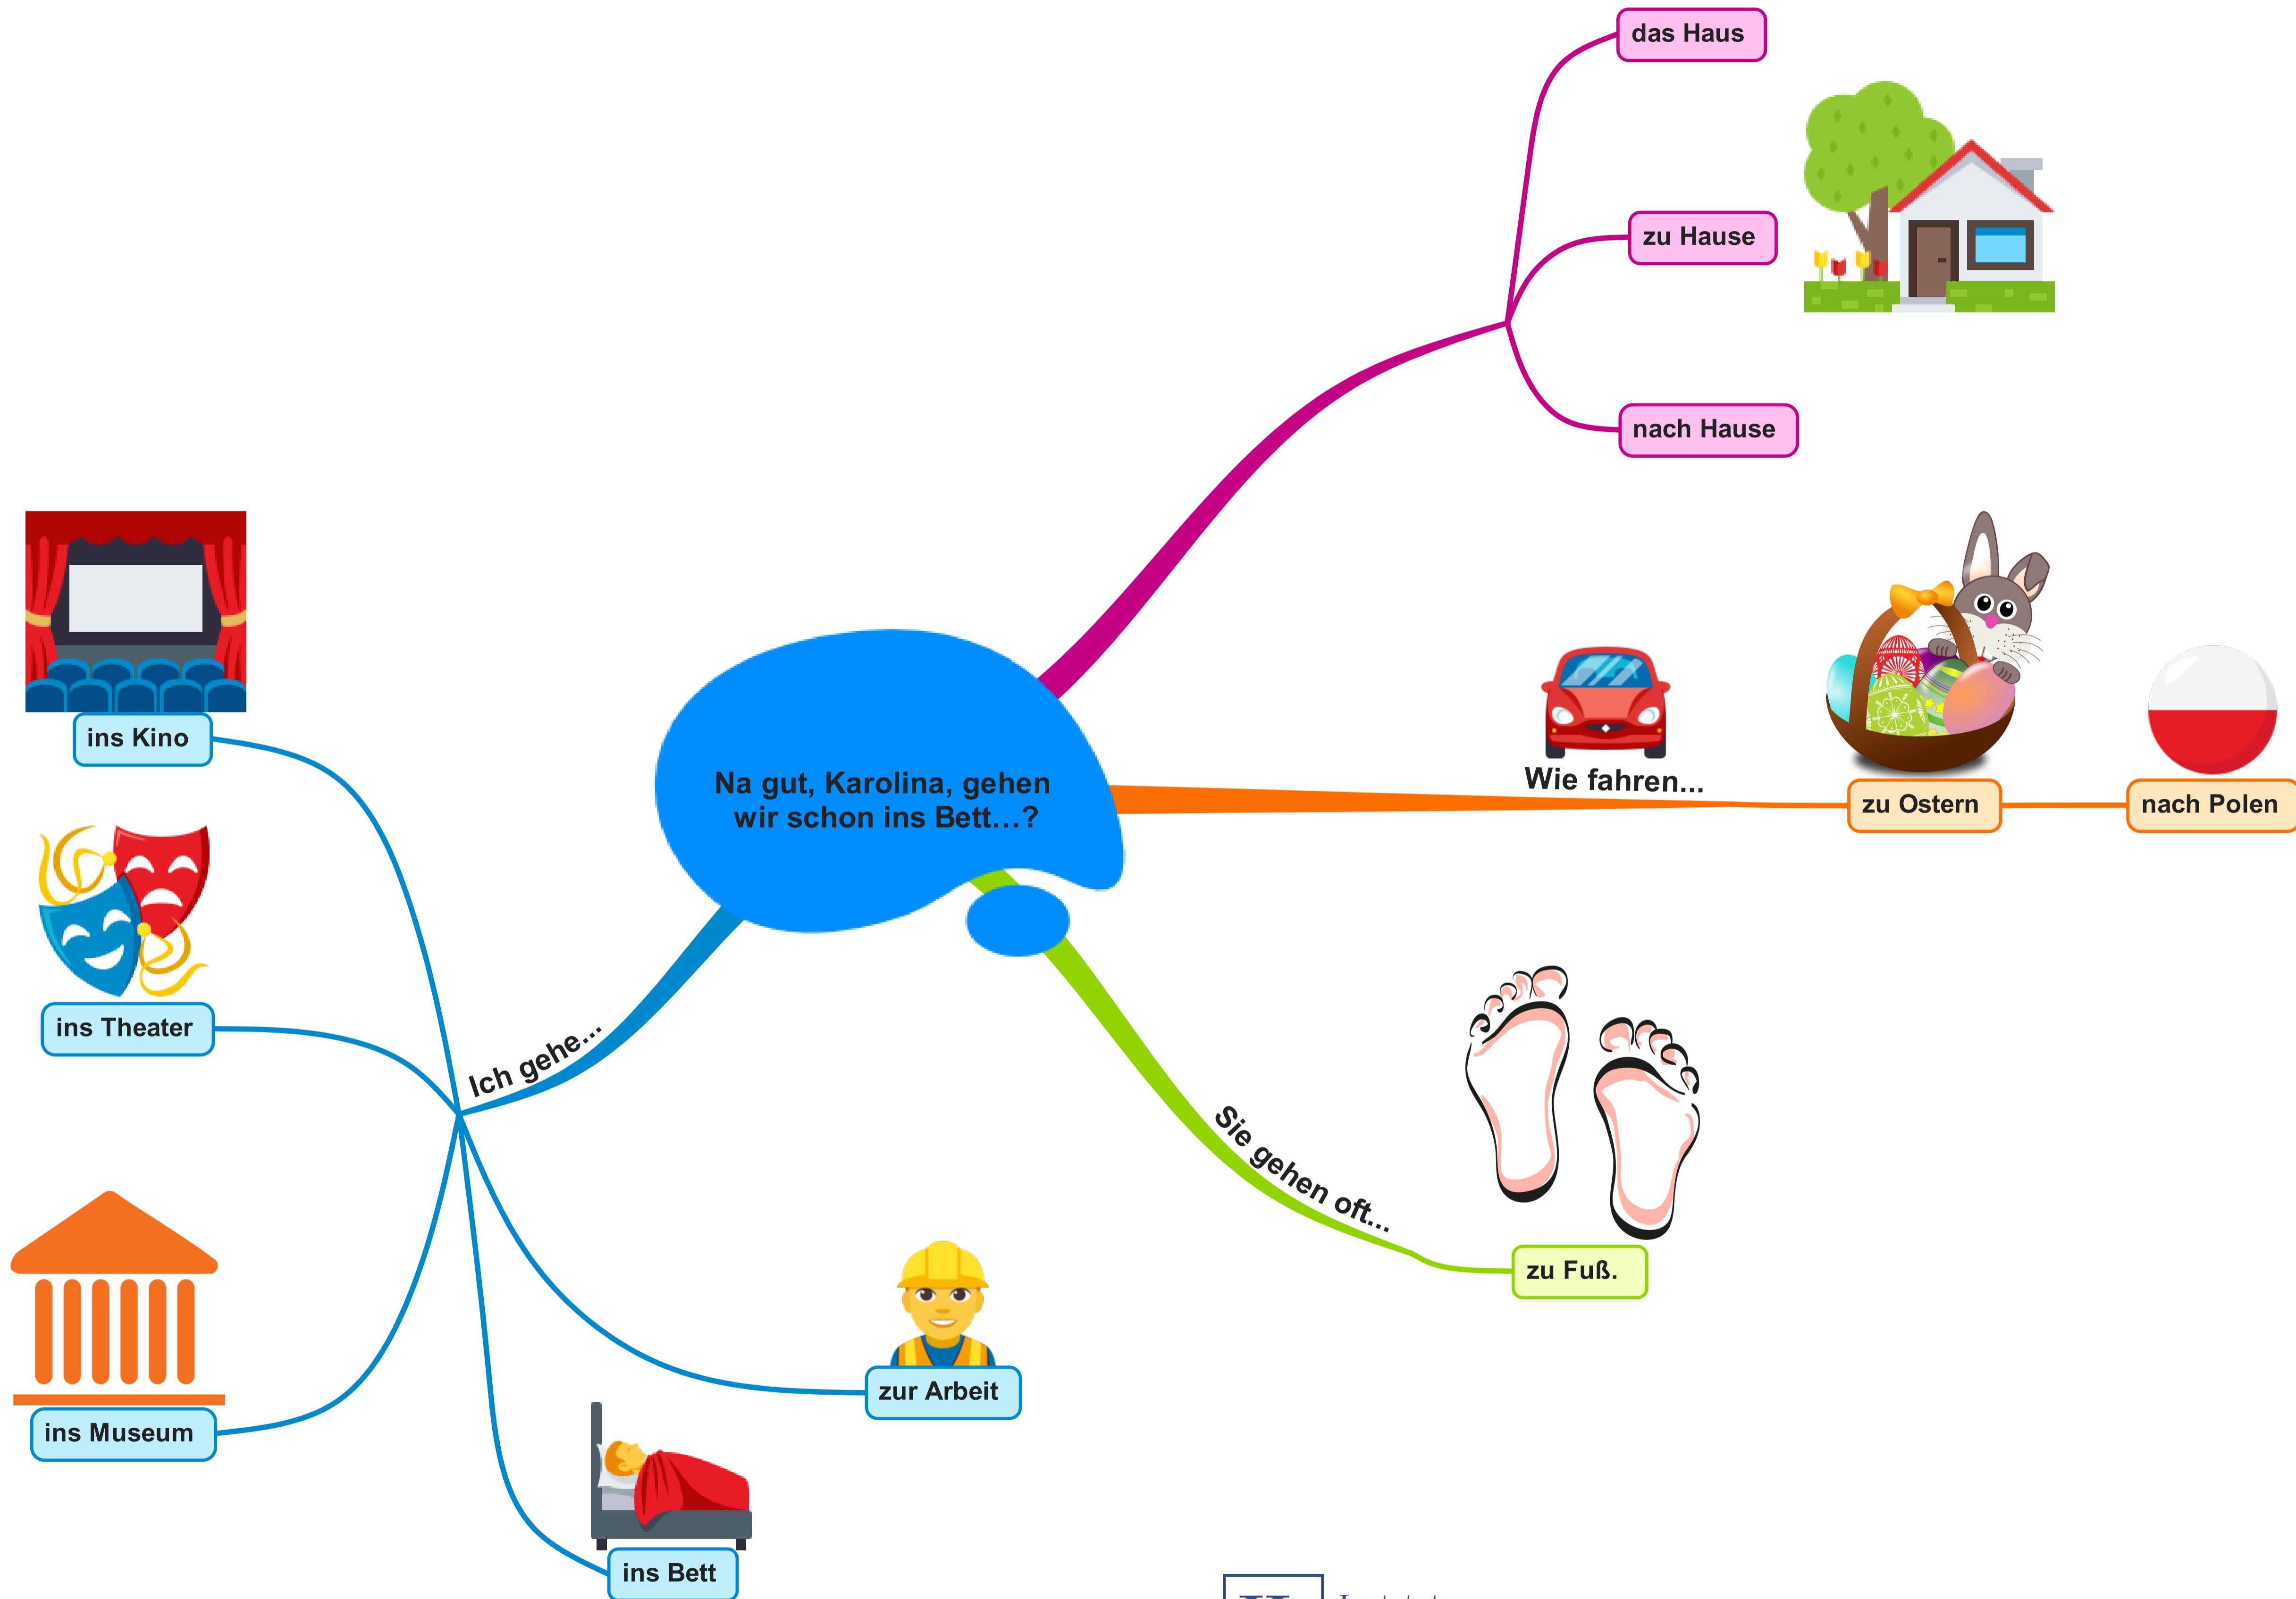 das Haus
zu Hause
nach Hause
Wie fahren...
zu Ostern
nach Polen
Na gut, Karolina, gehen
wir schon ins Bett...?
Sie gehen oft...
zu Fuß.
Ich gehe...
ins Kino
ins Theater
ins Museum
zur Arbeit
ins Bett